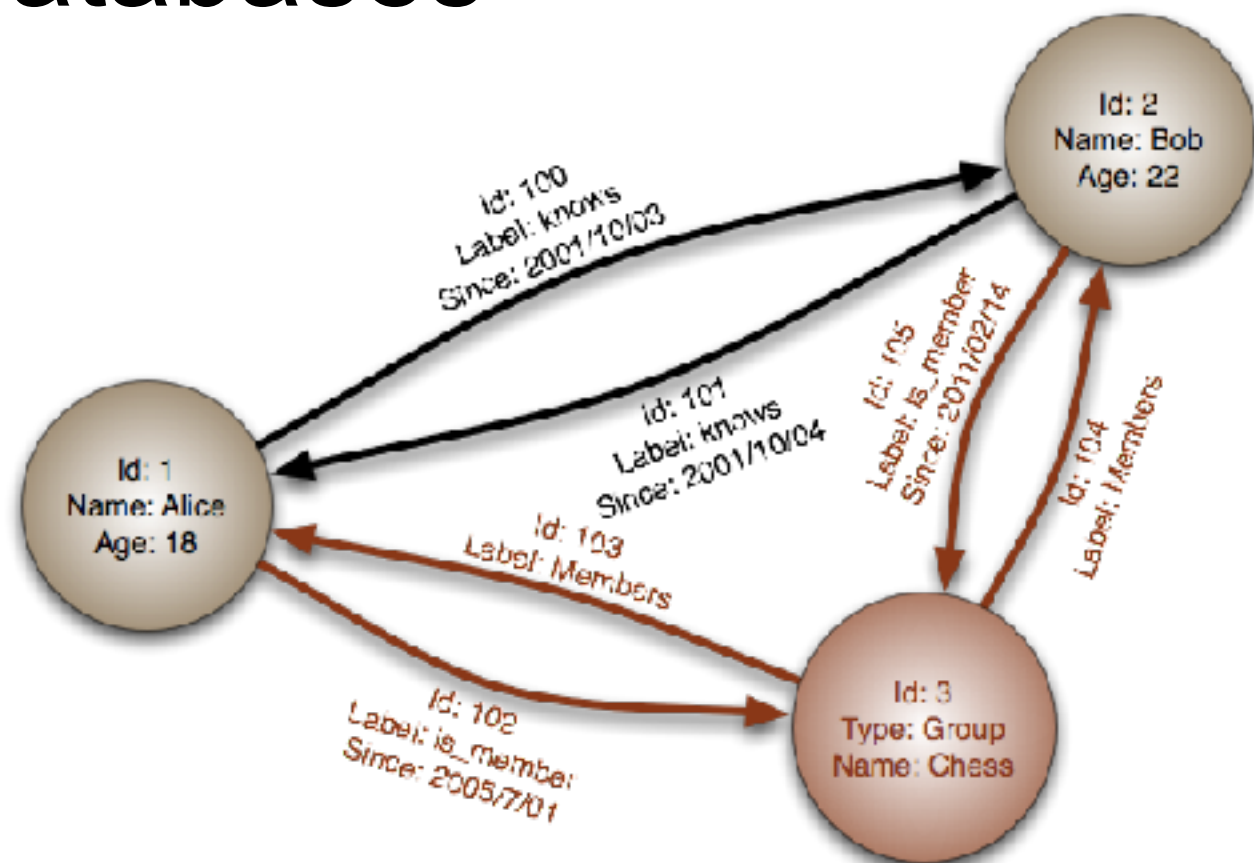 atabases
Id: 2
Name: Bob
Age: 22
Id: 100
Label: knows
Since: 2001/10/03
Id: 101
Label: knows
Since: 2001/10/04
Id: 105
Label: is_member
Since: 2011/02/14
Id: 104
Label: Members
Id: 1
Name: Alice
Age: 18
Id: 103
Label: Members
Id: 102
Label: is_member
Since: 2005/7/01
Id: 3
Type: Group
Name: Chess